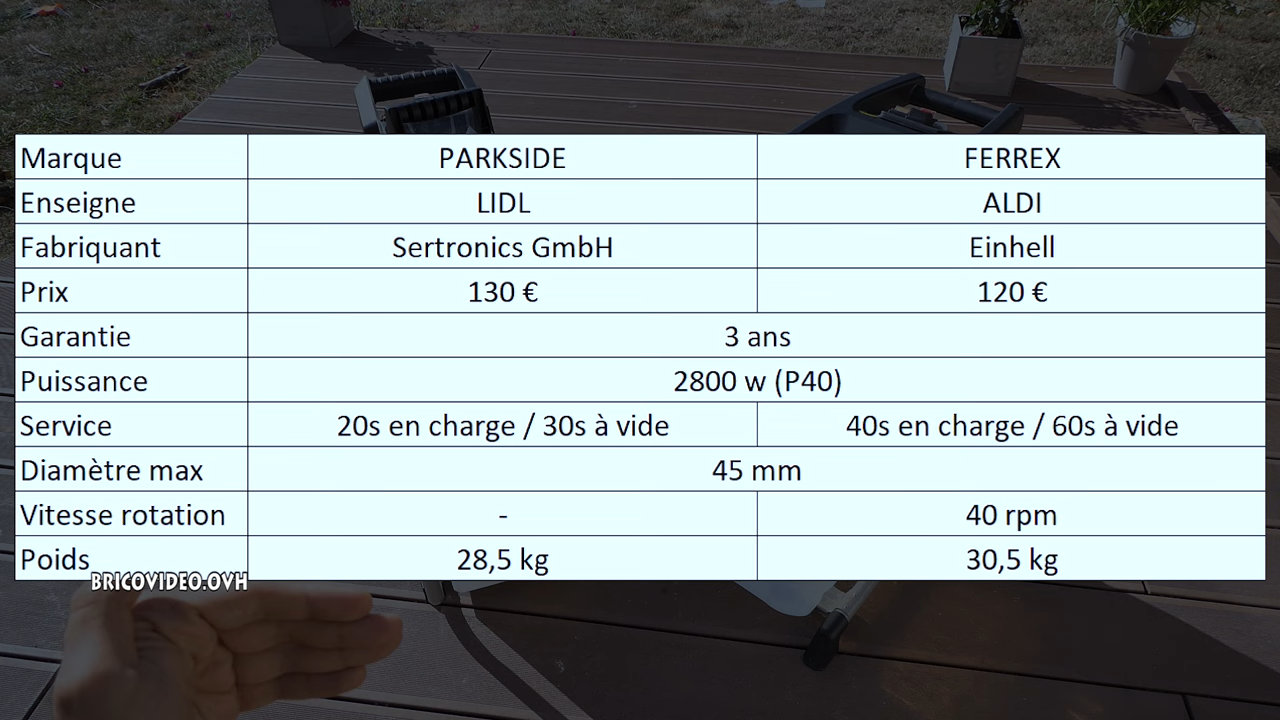 Marque PARKSIDE FERREX
Enseigne LIDL ALDI
Fabriquant Sertronics GmbH Einhell
Prix 130 € 120 €
Garantie 3 ans
Puissance 2800 w (P40)
Service 20s en charge / 30s à vide 40s en charge / 60s à vide
Diamètre max 45 mm
Vitesse rotation - 40 rpm
Poids 28,5 kg 30,5 kg
BRICOVIDEO.OVH